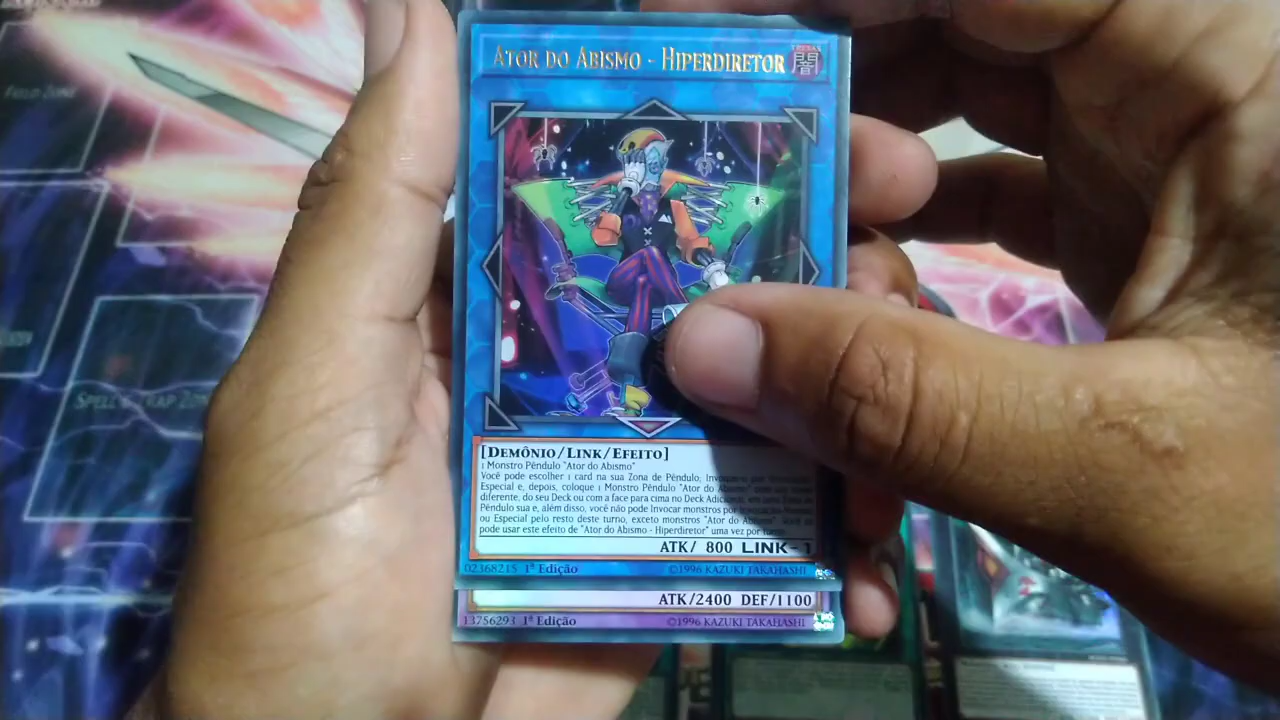 Ator do Abismo - Hiperdiretor
TREVAS
闇
[Demônio/Link/Efeito]
1 Monstro Pêndulo "Ator do Abismo"
Você pode escolher 1 card na sua Zona de Pêndulo; Invoque-o por Invocação-
Especial e, depois, coloque 1 Monstro Pêndulo "Ator do Abismo" com nome
diferente, do seu Deck ou com a face para cima no Deck Adicional, em uma Zona de
Pêndulo sua e, além disso, você não pode Invocar monstros por Invocação-Normal
ou Especial pelo resto deste turno, exceto monstros "Ator do Abismo". Você só
pode usar este efeito de "Ator do Abismo - Hiperdiretor" uma vez por turno.
ATK/ 800 LINK-1
02368215 1ª Edição ©1996 KAZUKI TAKAHASHI
ATK/2400 DEF/1100
13756293 1ª Edição ©1996 KAZUKI TAKAHASHI
Field Zone